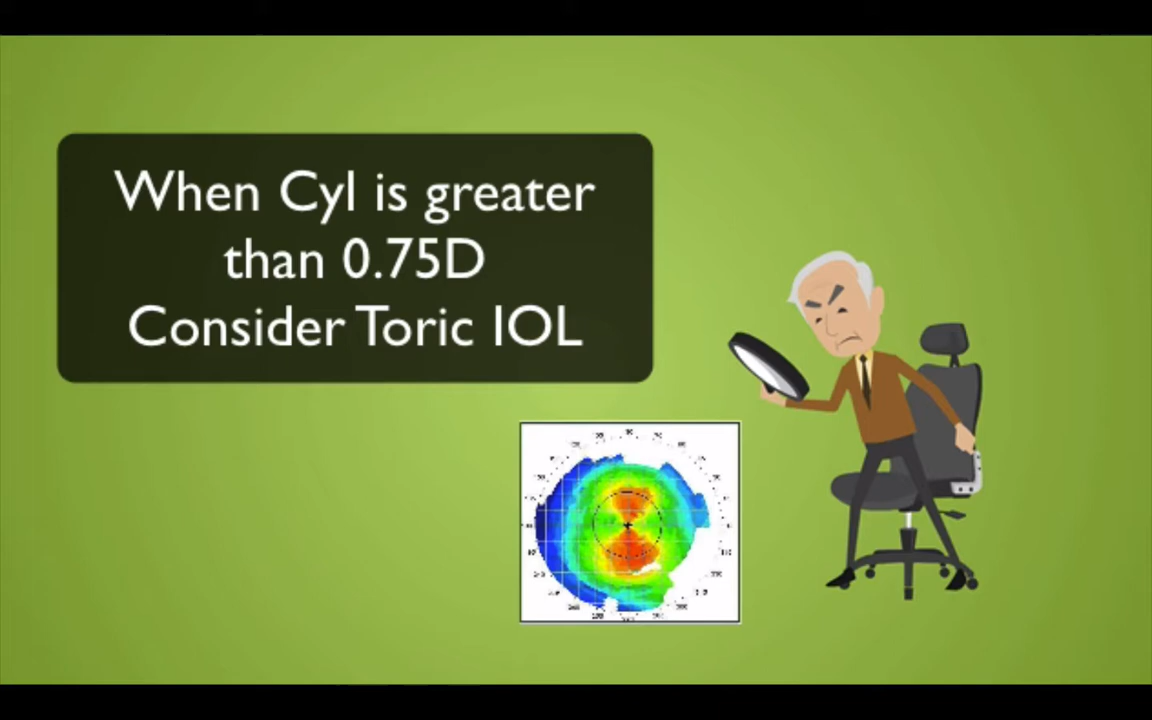 When Cyl is greater
than 0.75D
Consider Toric IOL